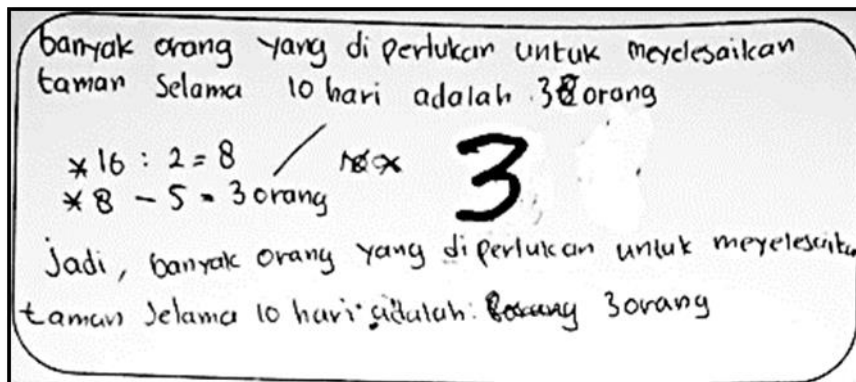 banyak orang yang di perlukan untuk meyelesaikan
taman Selama 10 hari adalah 3 orang
* 16 : 2 = 8
* 8 - 5 = 3 orang
3
jadi, banyak orang yang di perlukan untuk meyelesaikan
taman selama 10 hari adalah: 3 orang